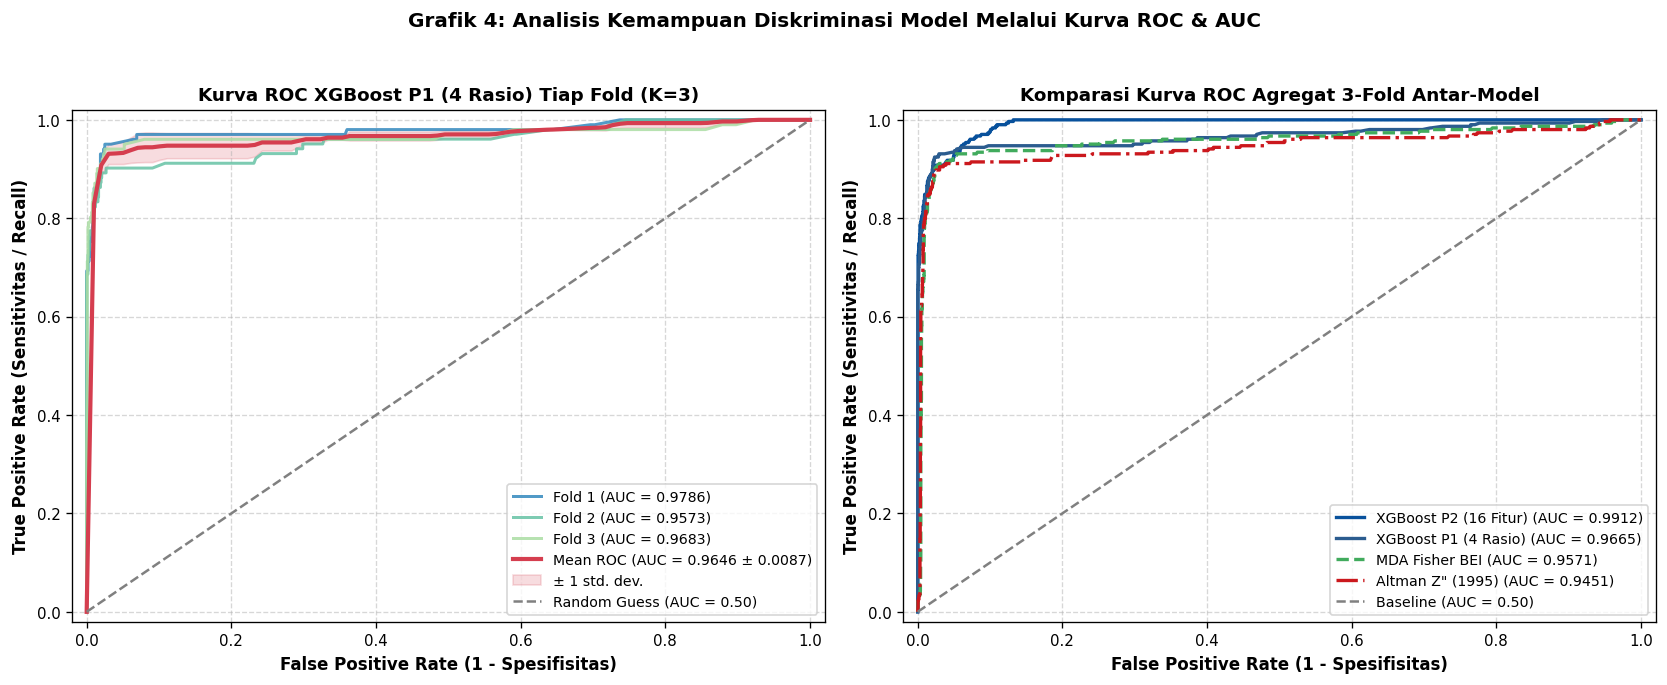 Grafik 4: Analisis Kemampuan Diskriminasi Model Melalui Kurva ROC & AUC
Kurva ROC XGBoost P1 (4 Rasio) Tiap Fold (K=3)
True Positive Rate (Sensitivitas / Recall)
1.0
0.8
0.6
0.4
0.2
0.0
Fold 1 (AUC = 0.9786)
Fold 2 (AUC = 0.9573)
Fold 3 (AUC = 0.9683)
Mean ROC (AUC = 0.9646 ± 0.0087)
± 1 std. dev.
Random Guess (AUC = 0.50)
0.0 0.2 0.4 0.6 0.8 1.0
False Positive Rate (1 - Spesifisitas)
Komparasi Kurva ROC Agregat 3-Fold Antar-Model
True Positive Rate (Sensitivitas / Recall)
1.0
0.8
0.6
0.4
0.2
0.0
XGBoost P2 (16 Fitur) (AUC = 0.9912)
XGBoost P1 (4 Rasio) (AUC = 0.9665)
MDA Fisher BEI (AUC = 0.9571)
Altman Z" (1995) (AUC = 0.9451)
Baseline (AUC = 0.50)
0.0 0.2 0.4 0.6 0.8 1.0
False Positive Rate (1 - Spesifisitas)